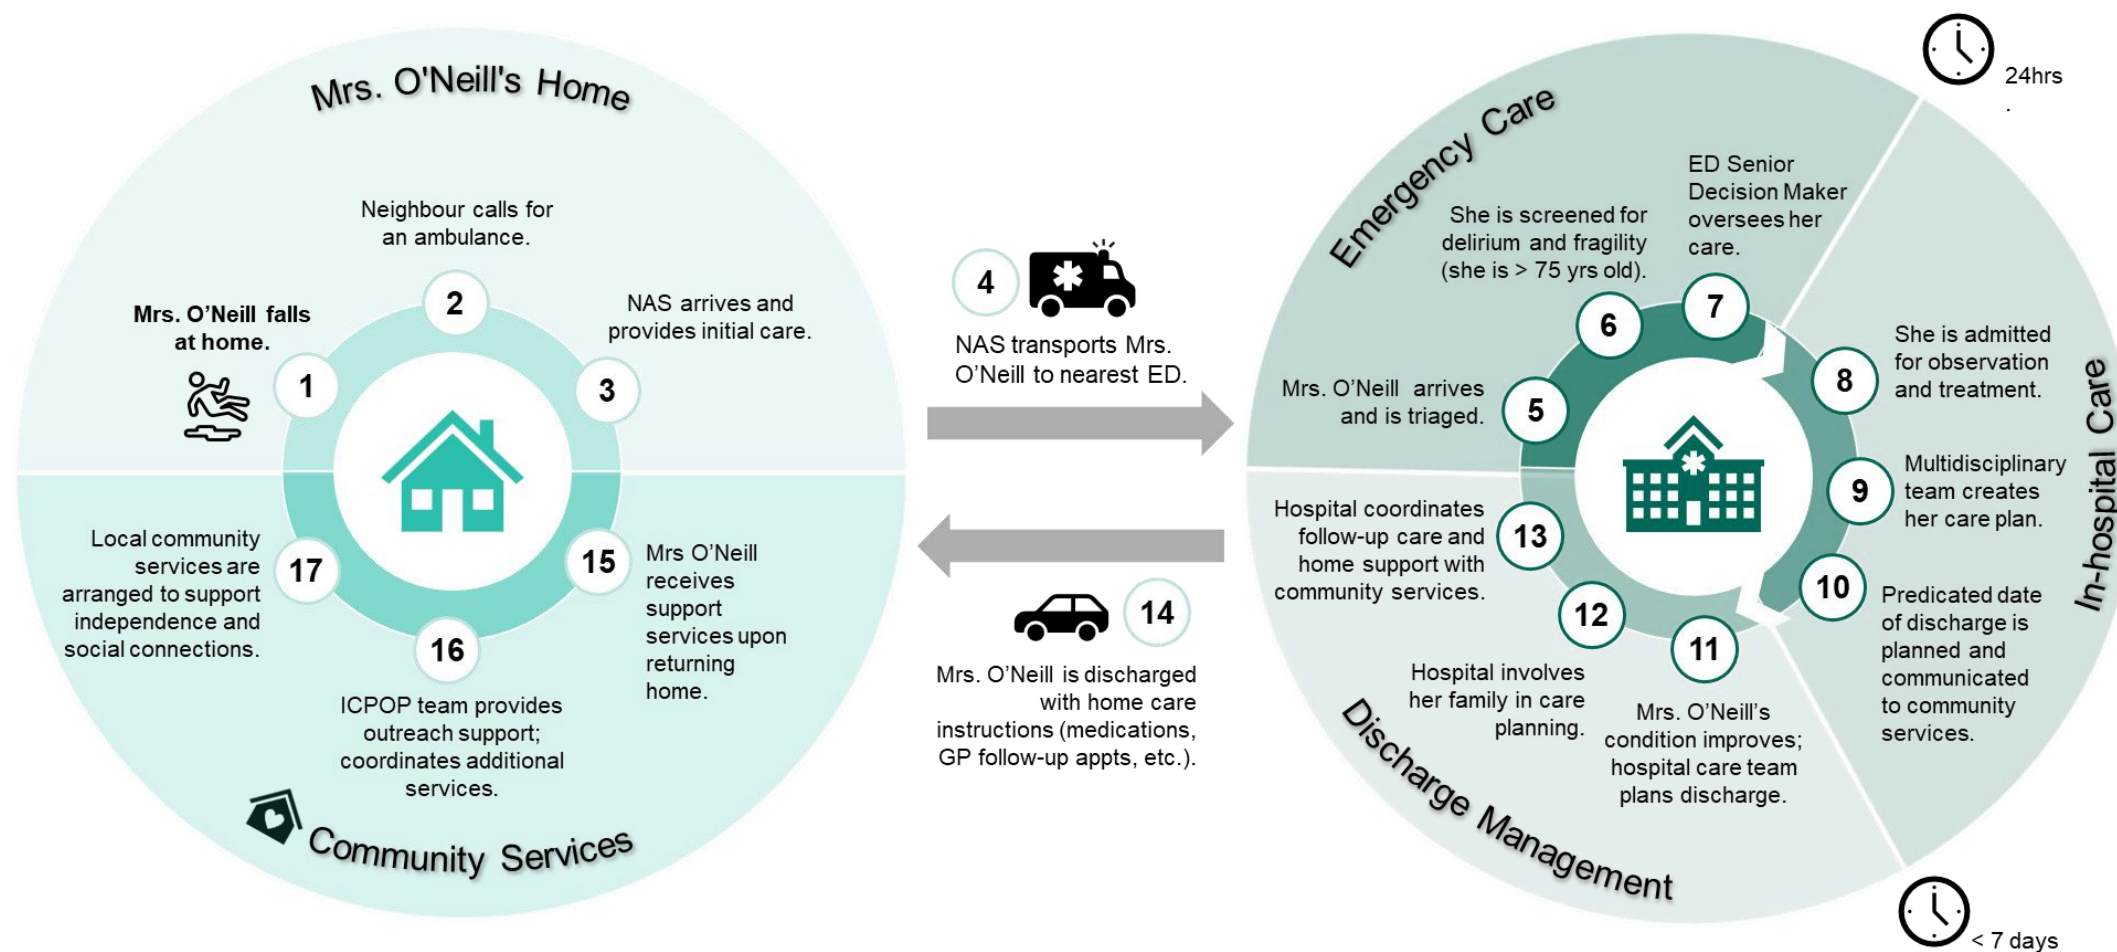 Mrs. O'Neill's Home
Mrs. O’Neill falls
at home.
1
Neighbour calls for
an ambulance.
2
NAS arrives and
provides initial care.
3
4
NAS transports Mrs.
O’Neill to nearest ED.
Emergency Care
Mrs. O’Neill arrives
and is triaged.
5
She is screened for
delirium and fragility
(she is > 75 yrs old).
6
ED Senior
Decision Maker
oversees her
care.
7
24hrs
.
In-hospital Care
8
She is admitted
for observation
and treatment.
9
Multidisciplinary
team creates
her care plan.
10
Predicated date
of discharge is
planned and
communicated
to community
services.
< 7 days
Discharge Management
11
Mrs. O’Neill’s
condition improves;
hospital care team
plans discharge.
12
Hospital involves
her family in care
planning.
Hospital coordinates
follow-up care and
home support with
community services.
13
14
Mrs. O’Neill is discharged
with home care
instructions (medications,
GP follow-up appts, etc.).
15
Mrs O’Neill
receives
support
services upon
returning
home.
16
ICPOP team provides
outreach support;
coordinates additional
services.
Local community
services are
arranged to support
independence and
social connections.
17
Community Services